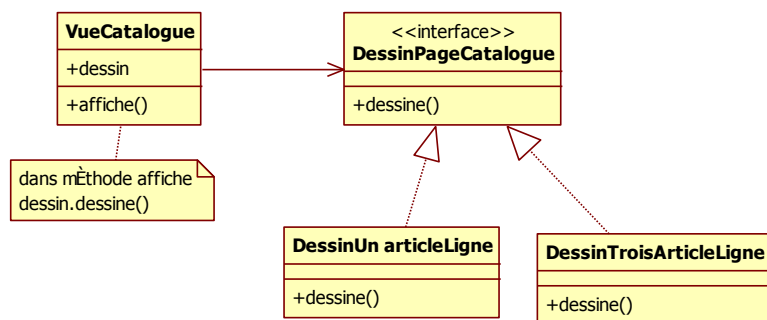 VueCatalogue
+dessin
+affiche()
<<interface>>
DessinPageCatalogue
+dessine()
dans mÈthode affiche
dessin.dessine()
DessinUn articleLigne
+dessine()
DessinTroisArticleLigne
+dessine()